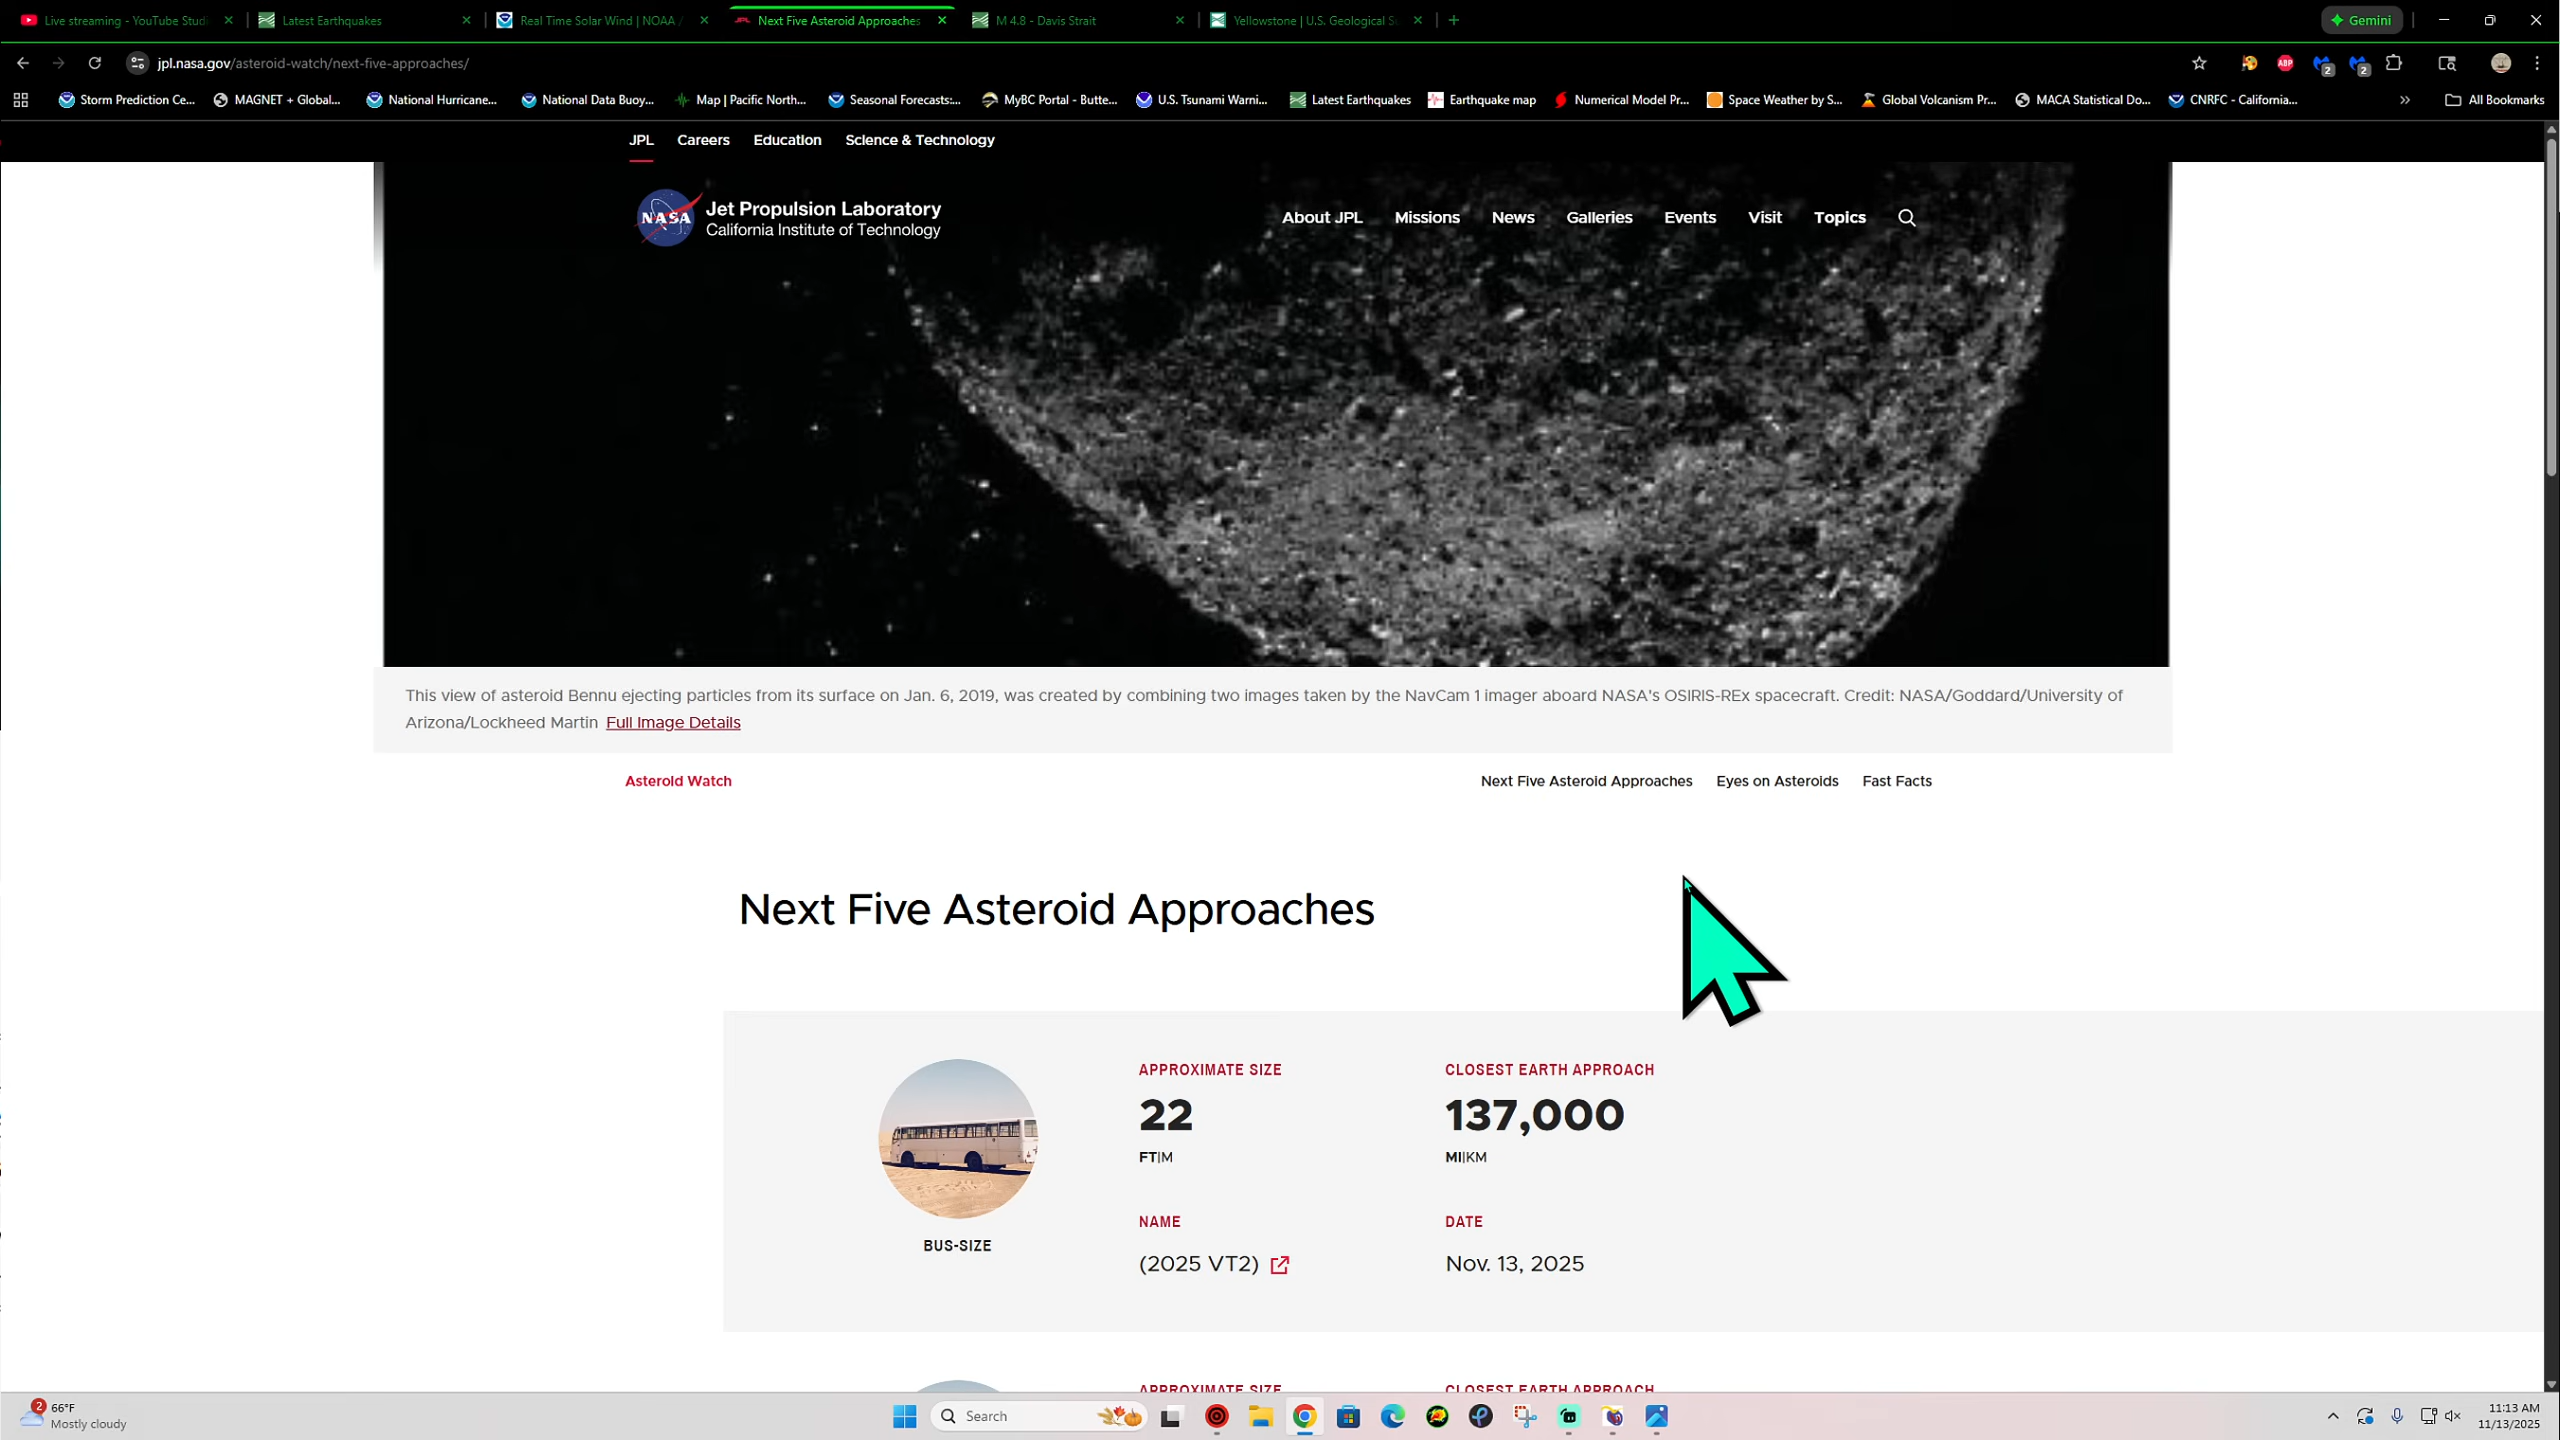 Live streaming - YouTube Studi
Latest Earthquakes
Real Time Solar Wind | NOAA /
Next Five Asteroid Approaches
M 4.8 - Davis Strait
Yellowstone | U.S. Geological S
Gemini
jpl.nasa.gov/asteroid-watch/next-five-approaches/
ABP
2
2
Storm Prediction Ce...
MAGNET + Global...
National Hurricane...
National Data Buoy...
Map | Pacific North...
Seasonal Forecasts:...
MyBC Portal - Butte...
U.S. Tsunami Warni...
Latest Earthquakes
Earthquake map
Numerical Model Pr...
Space Weather by S...
Global Volcanism Pr...
MACA Statistical Do...
CNRFC - California...
All Bookmarks
JPL Careers Education Science & Technology
NASA
Jet Propulsion Laboratory
California Institute of Technology
About JPL Missions News Galleries Events Visit Topics
This view of asteroid Bennu ejecting particles from its surface on Jan. 6, 2019, was created by combining two images taken by the NavCam 1 imager aboard NASA's OSIRIS-REx spacecraft. Credit: NASA/Goddard/University of
Arizona/Lockheed Martin Full Image Details
Asteroid Watch
Next Five Asteroid Approaches Eyes on Asteroids Fast Facts
Next Five Asteroid Approaches
APPROXIMATE SIZE
CLOSEST EARTH APPROACH
22
137,000
FT|M
MI|KM
NAME
DATE
BUS-SIZE
(2025 VT2)
Nov. 13, 2025
APPROXIMATE SIZE
CLOSEST EARTH APPROACH
2
66°F
Mostly cloudy
Search
11:13 AM
11/13/2025